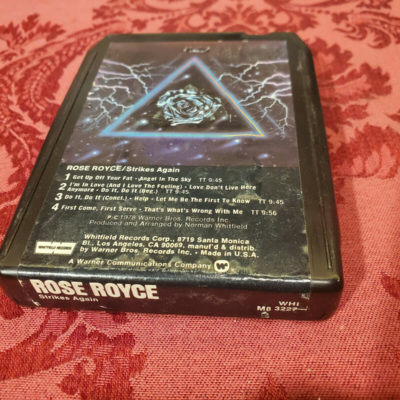 ROSE ROYCE/Strikes Again
1 Get Up Off Your Fat - Angel In The Sky TT 9:45
2 I'm In Love (And I Love The Feeling) - Love Don't Live Here
Anymore - Do It, Do It (Beg.) TT 9:45
3 Do It, Do It (Concl.) - Help - Let Me Be The First To Know TT 9:45
4 First Come, First Serve - That's What's Wrong With Me TT 9:56
P.C 1978 Warner Bros. Records Inc.
Produced and Arranged by Norman Whitfield
Whitfield Records Corp., 8719 Santa Monica
Bl., Los Angeles, CA 90069, manuf'd & distrib.
by Warner Bros. Records Inc. • Made in U.S.A.
A Warner Communications Company
ROSE ROYCE
Strikes Again
WHI
M8 3227